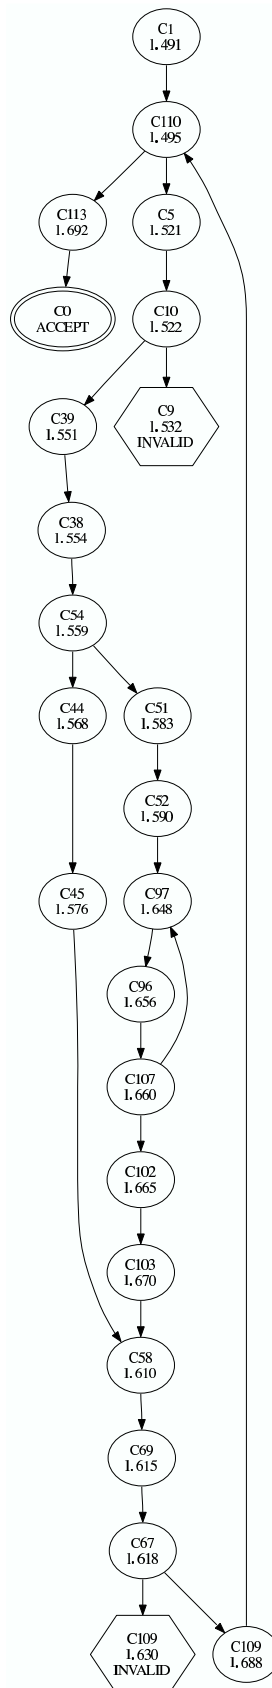 C1
l.491
C110
l.495
C113
l.692
C5
l.521
C0
ACCEPT
C10
l.522
C39
l.551
C9
l.532
INVALID
C38
l.554
C54
l.559
C44
l.568
C51
l.583
C52
l.590
C45
l.576
C97
l.648
C96
l.656
C107
l.660
C102
l.665
C103
l.670
C58
l.610
C69
l.615
C67
l.618
C109
l.630
INVALID
C109
l.688